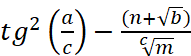 tg²(a/c) − (n+√b)/ᶜ√m